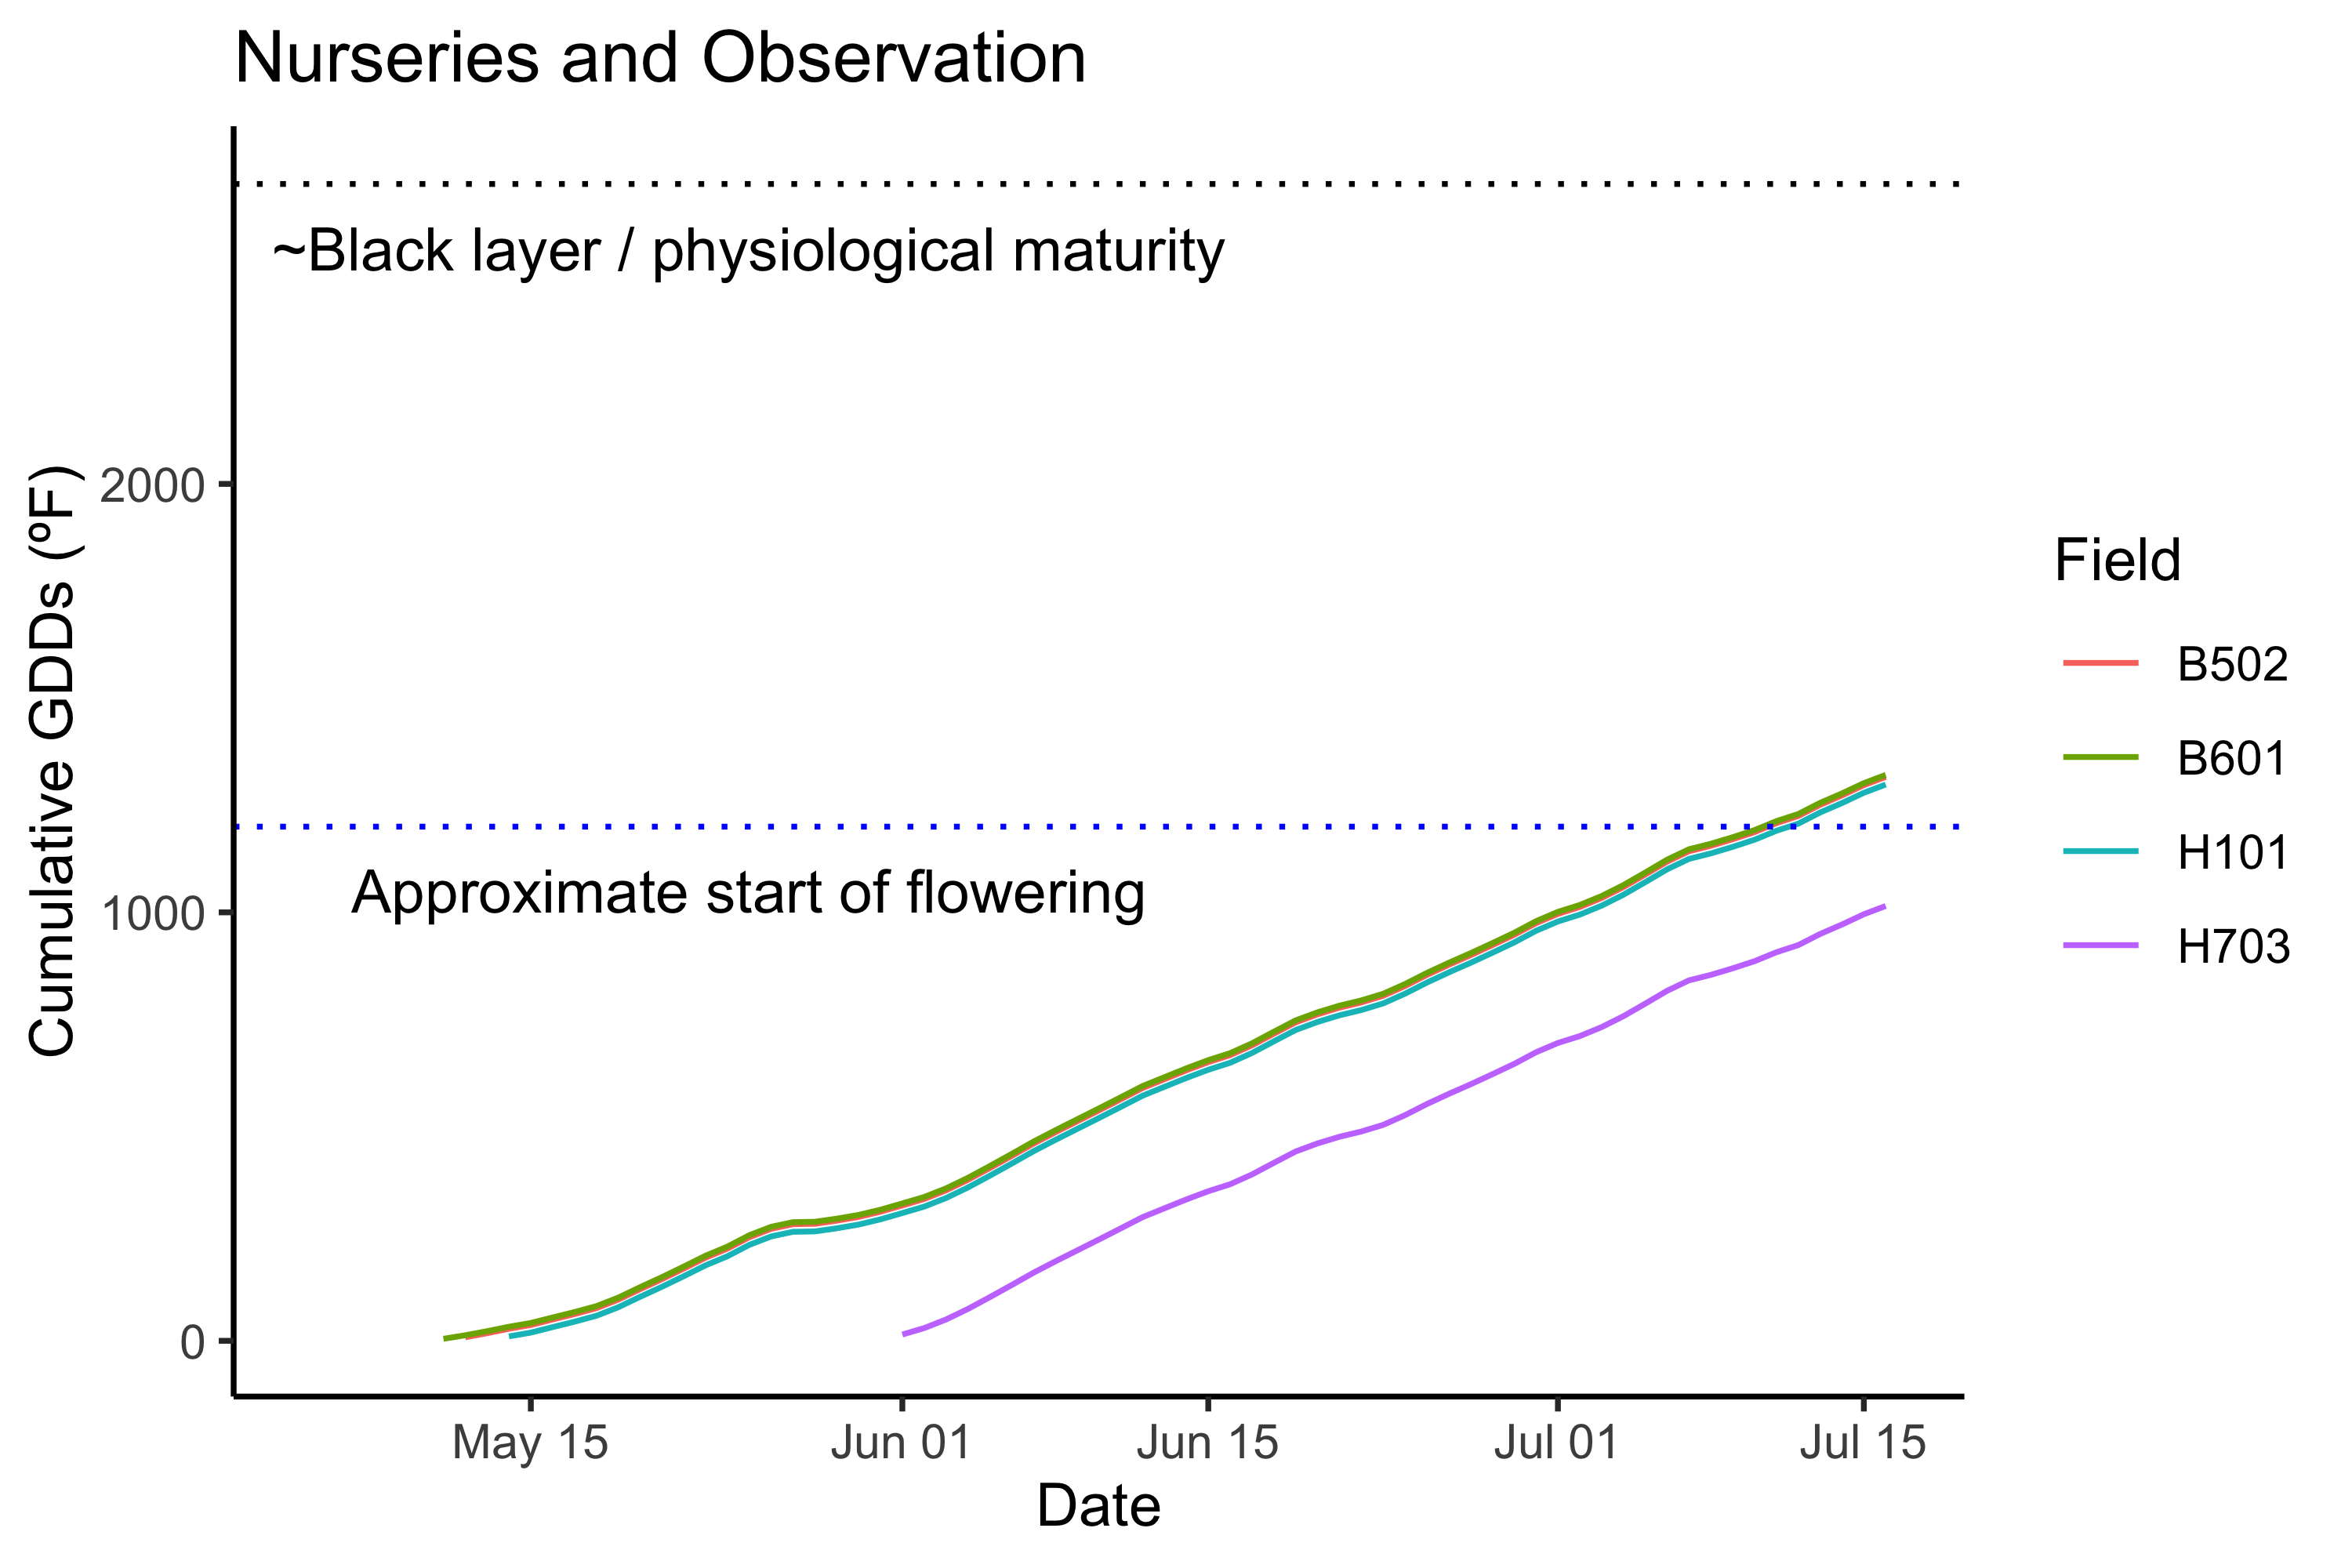 Nurseries and Observation
~Black layer / physiological maturity
Approximate start of flowering
Cumulative GDDs (ºF)
2000
1000
0
May 15
Jun 01
Jun 15
Jul 01
Jul 15
Date
Field
B502
B601
H101
H703